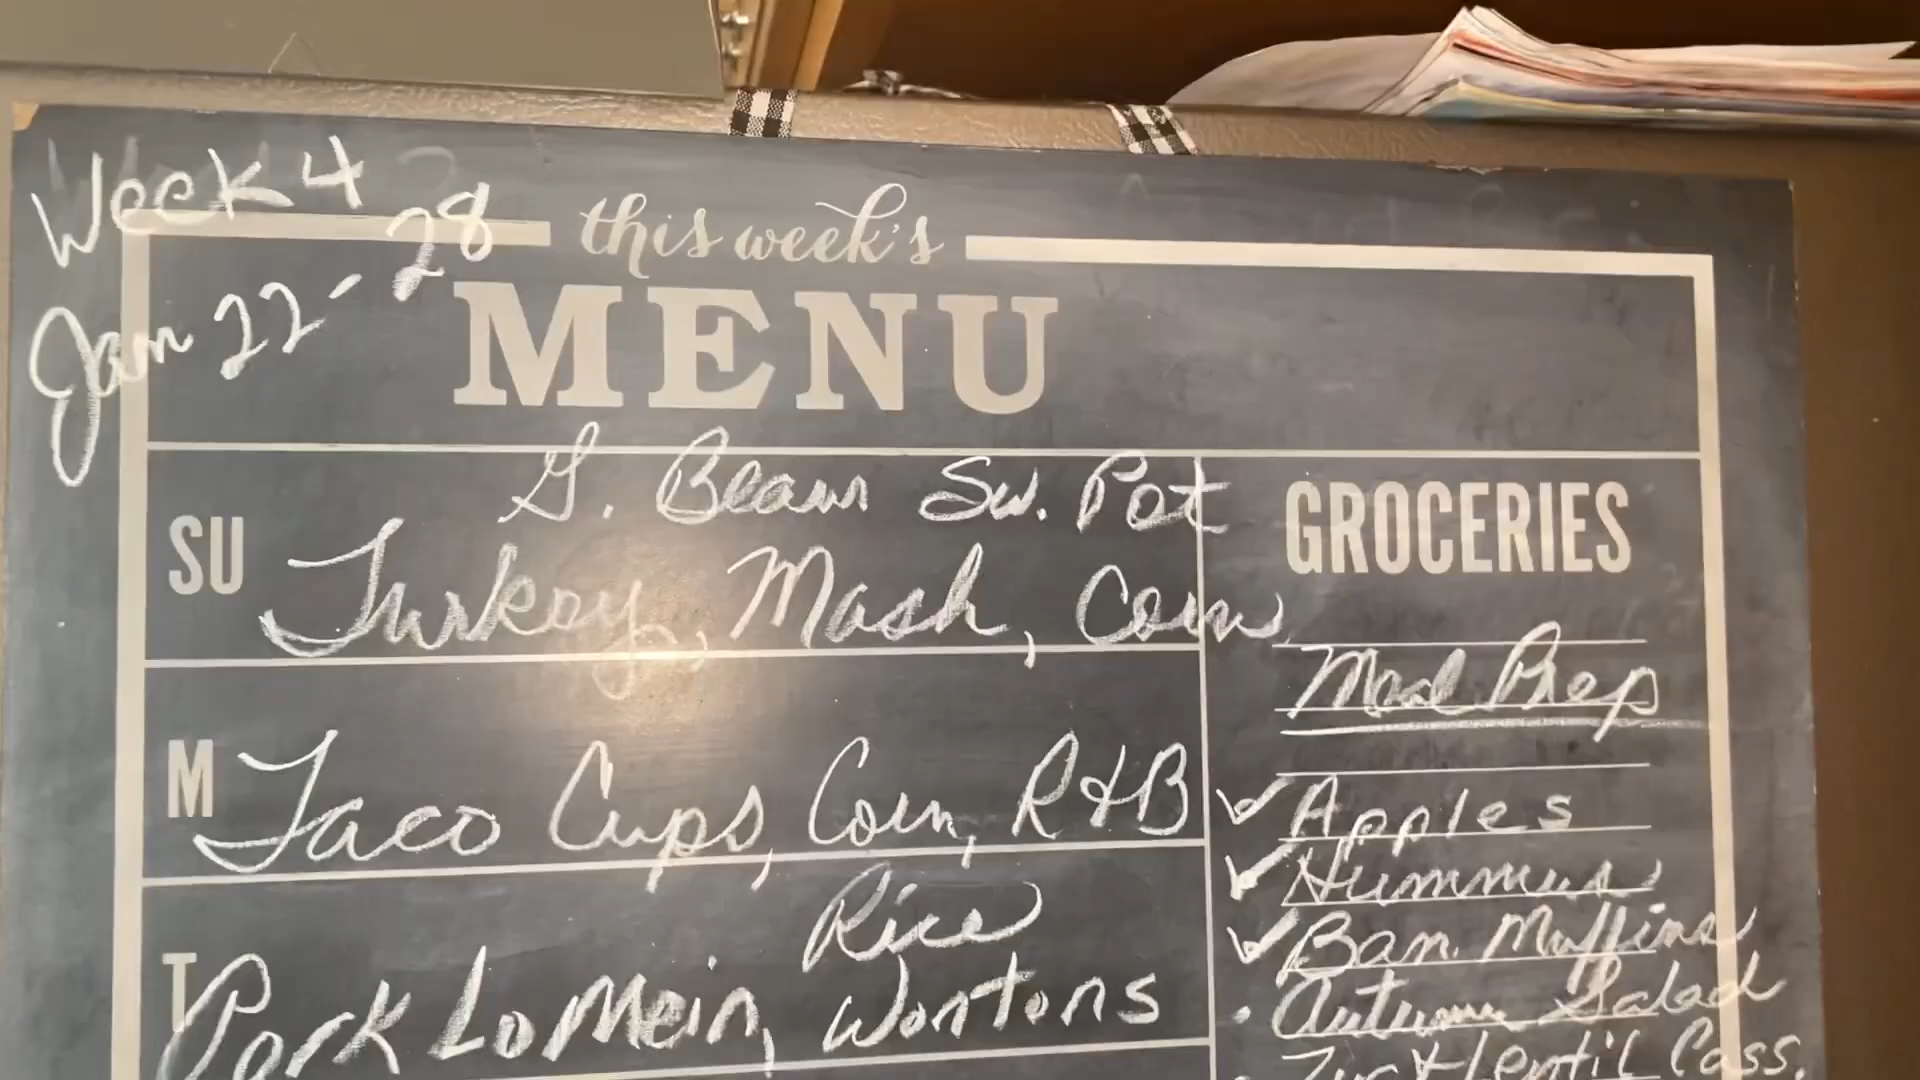 Week 4
Jan 22 - 28
this week's
MENU
SU
G. Bean Sw. Pot
Turkey, Mash, Corn
M
Taco Cups, Corn, R&B
T
Rice
Pork Lo Mein, Wontons
GROCERIES
Meal Prep
✓ Apples
✓ Hummus
✓ Ban. Muffins
• Autumn Salad
• Lentil Cass.